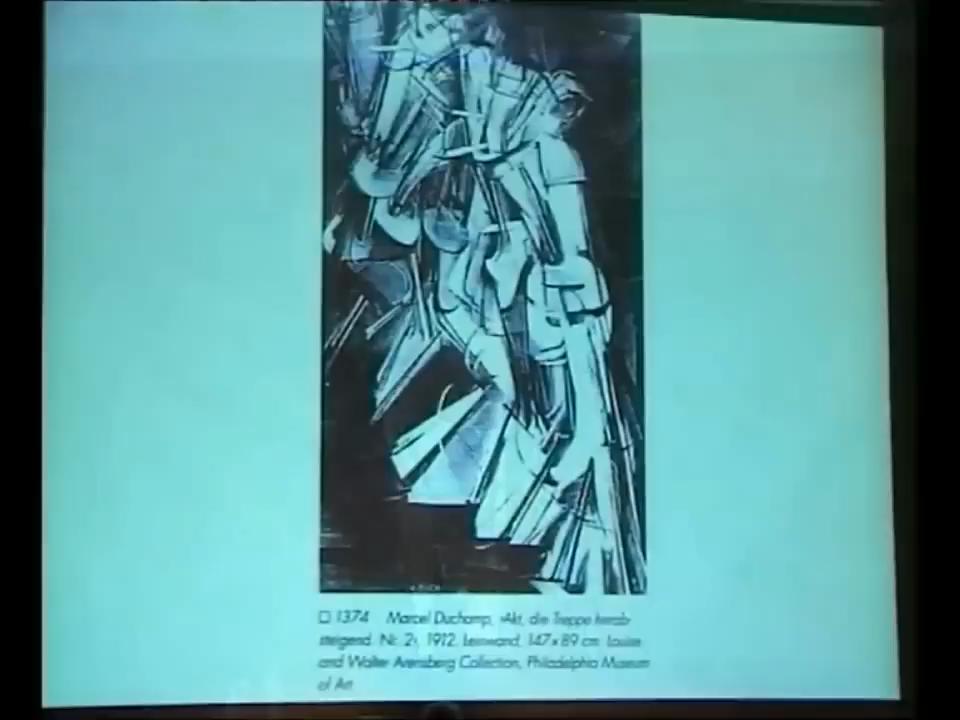 □ 1374 Marcel Duchamp, ›Akt, die Treppe herab-
steigend. Nr. 2‹, 1912. Leinwand, 147 x 89 cm. Louise
and Walter Arensberg Collection, Philadelphia Museum
of Art